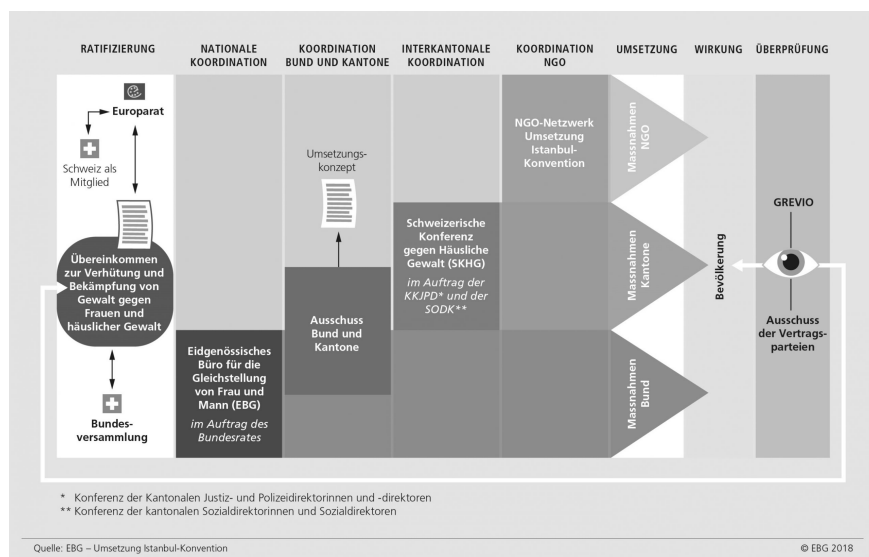 RATIFIZIERUNG
NATIONALE
KOORDINATION
KOORDINATION
BUND UND KANTONE
INTERKANTONALE
KOORDINATION
KOORDINATION
NGO
UMSETZUNG
WIRKUNG
ÜBERPRÜFUNG
Europarat
Schweiz als
Mitglied
Übereinkommen
zur Verhütung und
Bekämpfung von
Gewalt gegen
Frauen und
häuslicher Gewalt
Bundes-
versammlung
Eidgenössisches
Büro für die
Gleichstellung
von Frau und
Mann (EBG)
im Auftrag des
Bundesrates
Umsetzungs-
konzept
Ausschuss
Bund und
Kantone
Schweizerische
Konferenz
gegen Häusliche
Gewalt (SKHG)
im Auftrag der
KKJPD* und der
SODK**
NGO-Netzwerk
Umsetzung
Istanbul-
Konvention
Massnahmen
NGO
Massnahmen
Kantone
Massnahmen
Bund
Bevölkerung
GREVIO
Ausschuss
der Vertrags-
parteien
* Konferenz der Kantonalen Justiz- und Polizeidirektorinnen und -direktoren
** Konferenz der kantonalen Sozialdirektorinnen und Sozialdirektoren
Quelle: EBG – Umsetzung Istanbul-Konvention
© EBG 2018